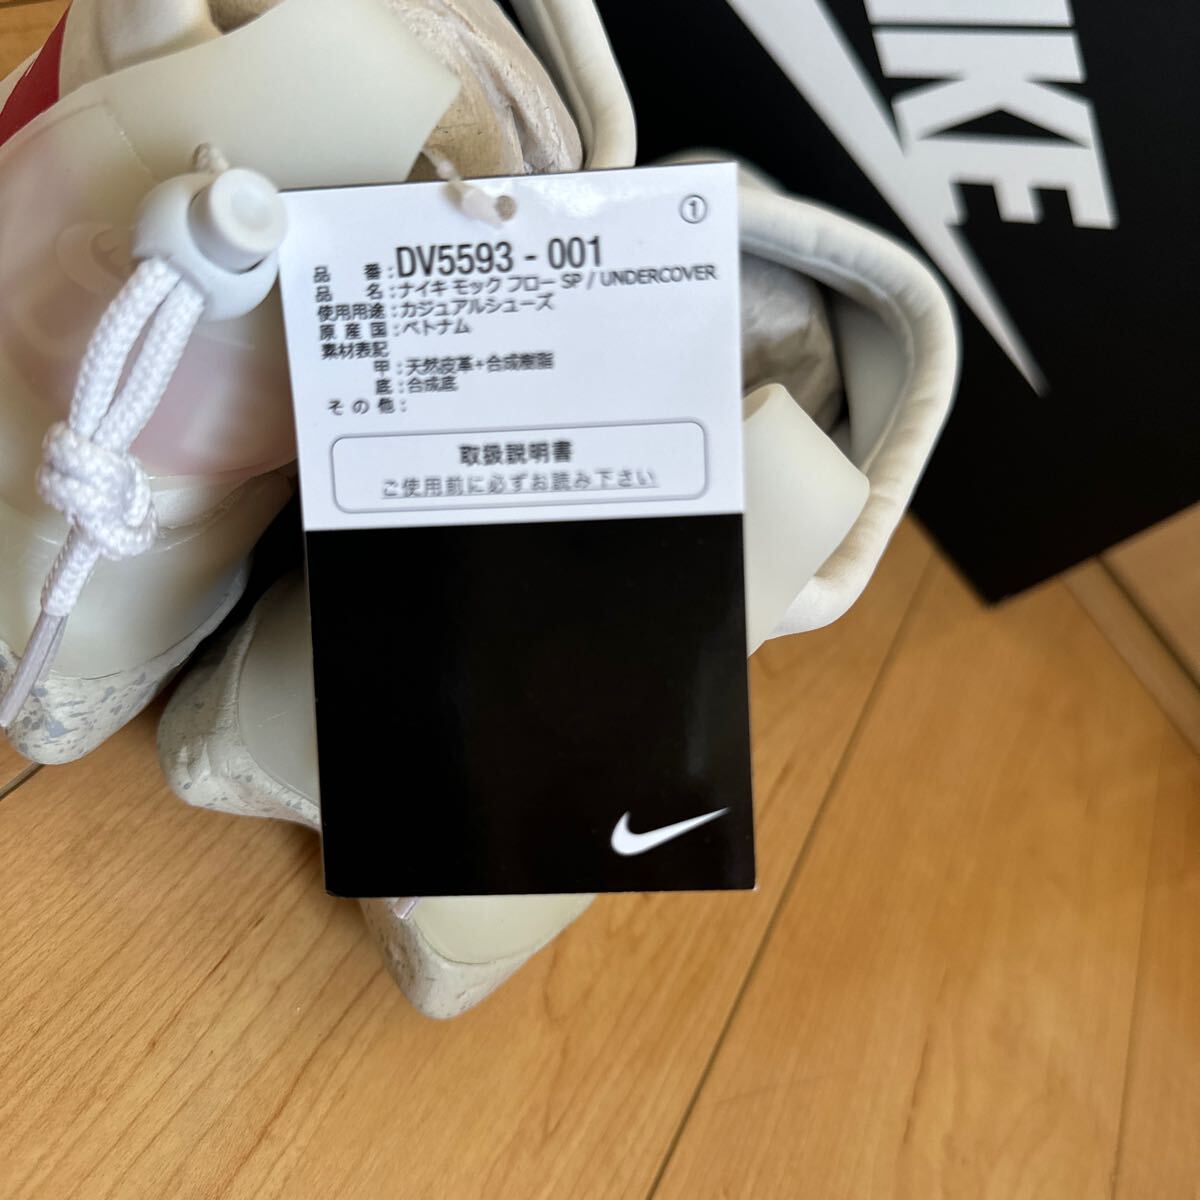 NIKE
①
品 番 : DV5593 - 001
品 名 : ナイキ モック フロー SP / UNDERCOVER
使用用途 : カジュアルシューズ
原 産 国 : ベトナム
素材表記
甲 : 天然皮革+合成樹脂
底 : 合成底
そ の 他 :
取扱説明書
ご使用前に必ずお読み下さい